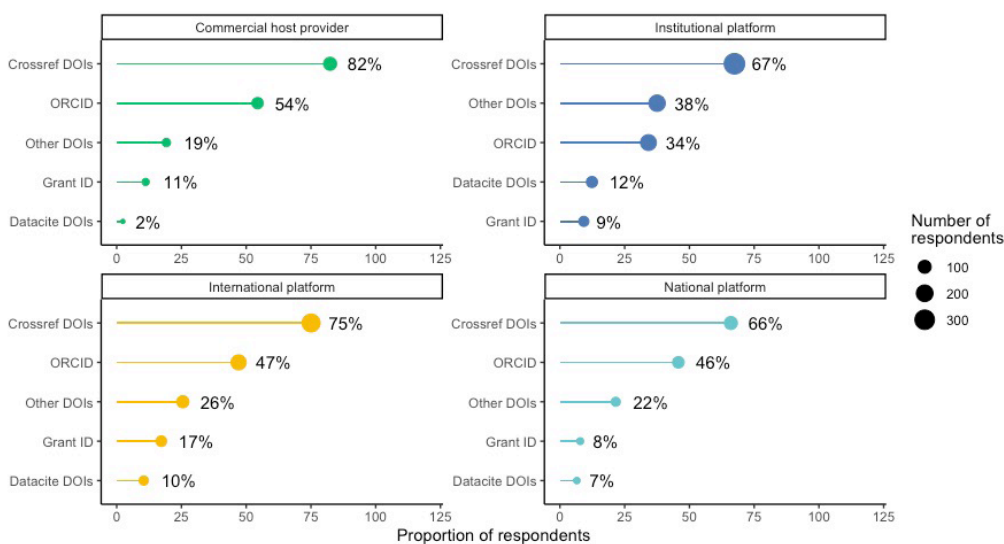 Commercial host provider
Crossref DOIs 82%
ORCID 54%
Other DOIs 19%
Grant ID 11%
Datacite DOIs 2%
0 25 50 75 100 125
Institutional platform
Crossref DOIs 67%
Other DOIs 38%
ORCID 34%
Datacite DOIs 12%
Grant ID 9%
0 25 50 75 100 125
International platform
Crossref DOIs 75%
ORCID 47%
Other DOIs 26%
Grant ID 17%
Datacite DOIs 10%
0 25 50 75 100 125
National platform
Crossref DOIs 66%
ORCID 46%
Other DOIs 22%
Grant ID 8%
Datacite DOIs 7%
0 25 50 75 100 125
Proportion of respondents
Number of
respondents
100
200
300